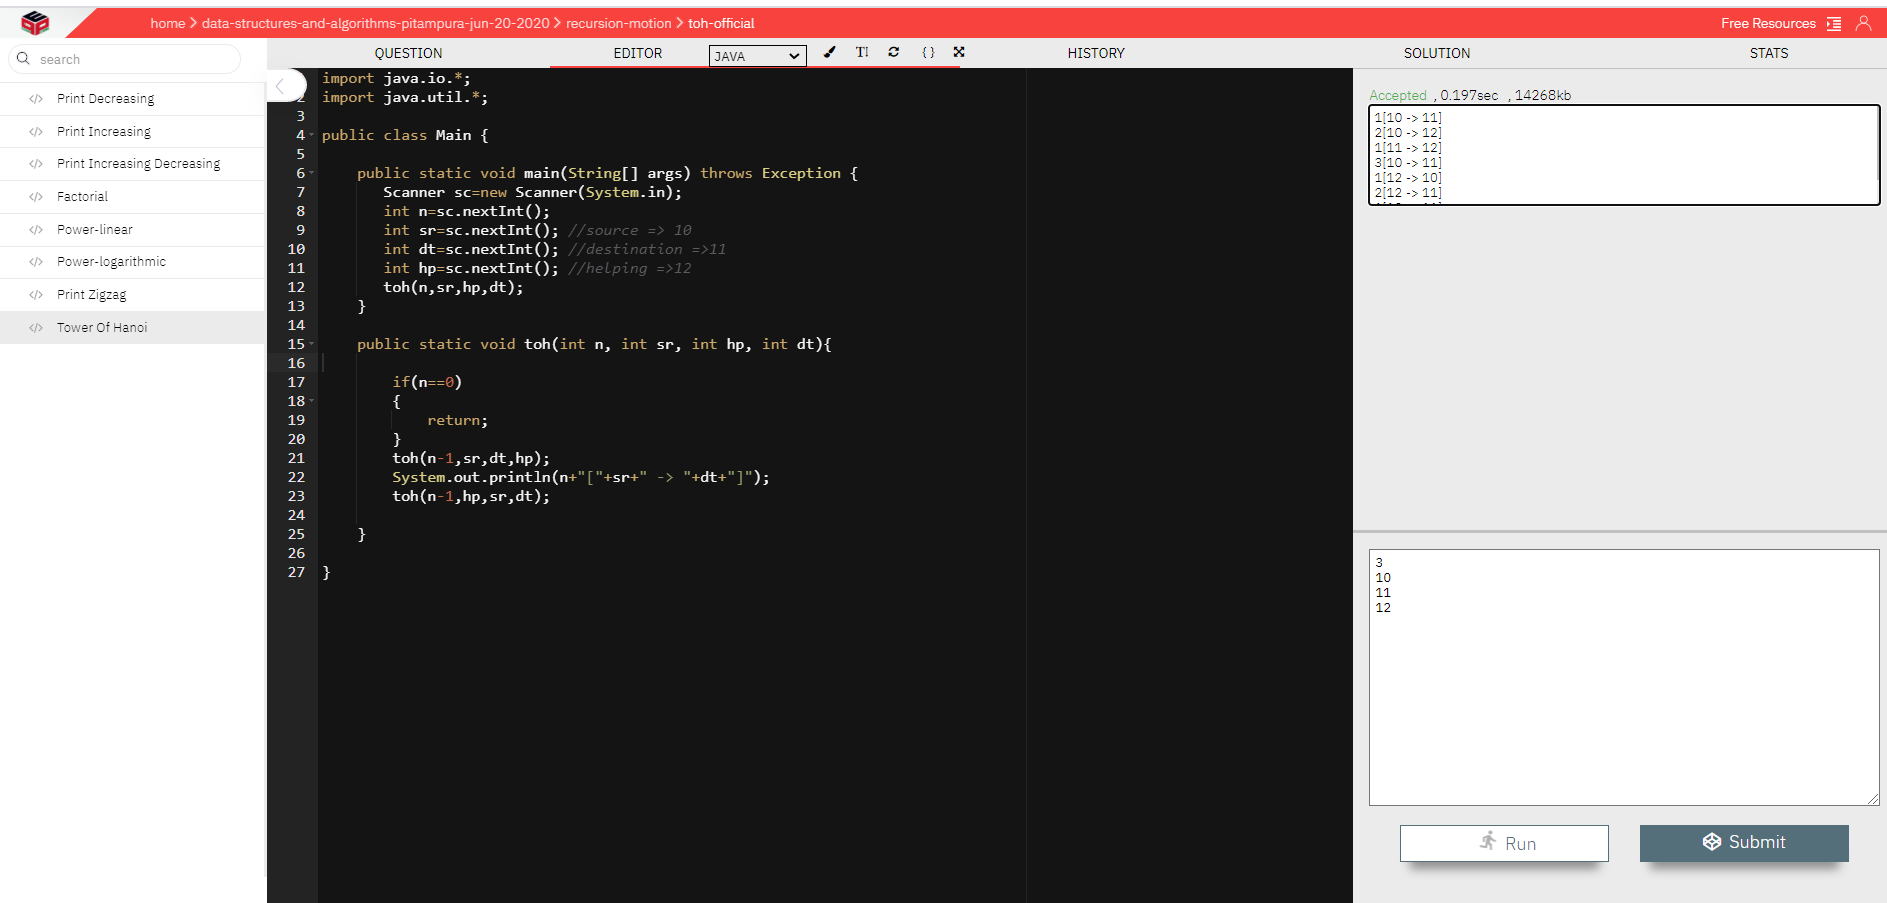 home > data-structures-and-algorithms-pitampura-jun-20-2020 > recursion-motion > toh-official
Free Resources
search
QUESTION
EDITOR
JAVA
TI
{ }
HISTORY
SOLUTION
STATS
</> Print Decreasing
</> Print Increasing
</> Print Increasing Decreasing
</> Factorial
</> Power-linear
</> Power-logarithmic
</> Print Zigzag
</> Tower Of Hanoi
import java.io.*;
2 import java.util.*;
3
4 public class Main {
5
6     public static void main(String[] args) throws Exception {
7        Scanner sc=new Scanner(System.in);
8        int n=sc.nextInt();
9        int sr=sc.nextInt(); //source => 10
10        int dt=sc.nextInt(); //destination =>11
11        int hp=sc.nextInt(); //helping =>12
12        toh(n,sr,hp,dt);
13     }
14
15     public static void toh(int n, int sr, int hp, int dt){
16
17         if(n==0)
18         {
19             return;
20         }
21         toh(n-1,sr,dt,hp);
22         System.out.println(n+"["+sr+" -> "+dt+"]");
23         toh(n-1,hp,sr,dt);
24
25     }
26
27 }
Accepted , 0.197sec , 14268kb
1[10 -> 11]
2[10 -> 12]
1[11 -> 12]
3[10 -> 11]
1[12 -> 10]
2[12 -> 11]
3
10
11
12
Run
Submit